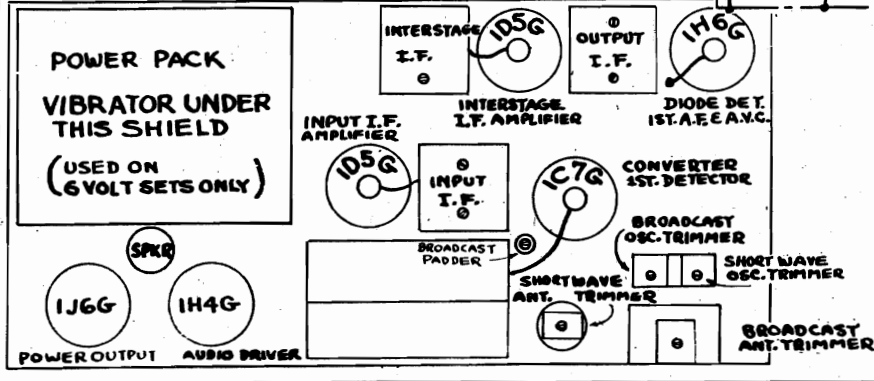 POWER PACK
VIBRATOR UNDER
THIS SHIELD
(USED ON
6 VOLT SETS ONLY)
INTERSTAGE
I.F.
1D5G
INTERSTAGE
I.F. AMPLIFIER
OUTPUT
I.F.
1H6G
DIODE DET.
1ST. A.F. & A.V.C.
INPUT I.F.
AMPLIFIER
1D5G
INPUT
I.F.
1C7G
CONVERTER
1ST. DETECTOR
BROADCAST
OSC. TRIMMER
SHORT WAVE
OSC. TRIMMER
BROADCAST
PADDER
SHORT WAVE
ANT. TRIMMER
BROADCAST
ANT. TRIMMER
SPKR
1J6G
POWER OUTPUT
1H4G
AUDIO DRIVER